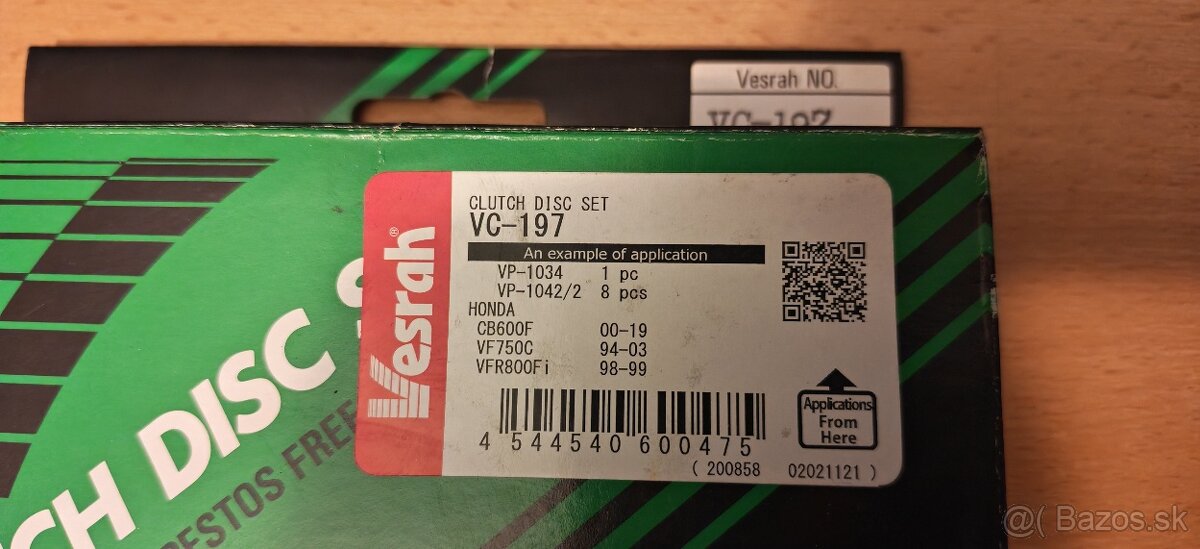 Vesrah NO.
VC-197
CLUTCH DISC SET
VC-197
An example of application
VP-1034 1 pc
VP-1042/2 8 pcs
HONDA
CB600F 00-19
VF750C 94-03
VFR800Fi 98-99
4 544540 600475
( 200858 02021121 )
Vesrah®
Applications
From
Here
CH DISC
BESTOS FREE
@( Bazos.sk